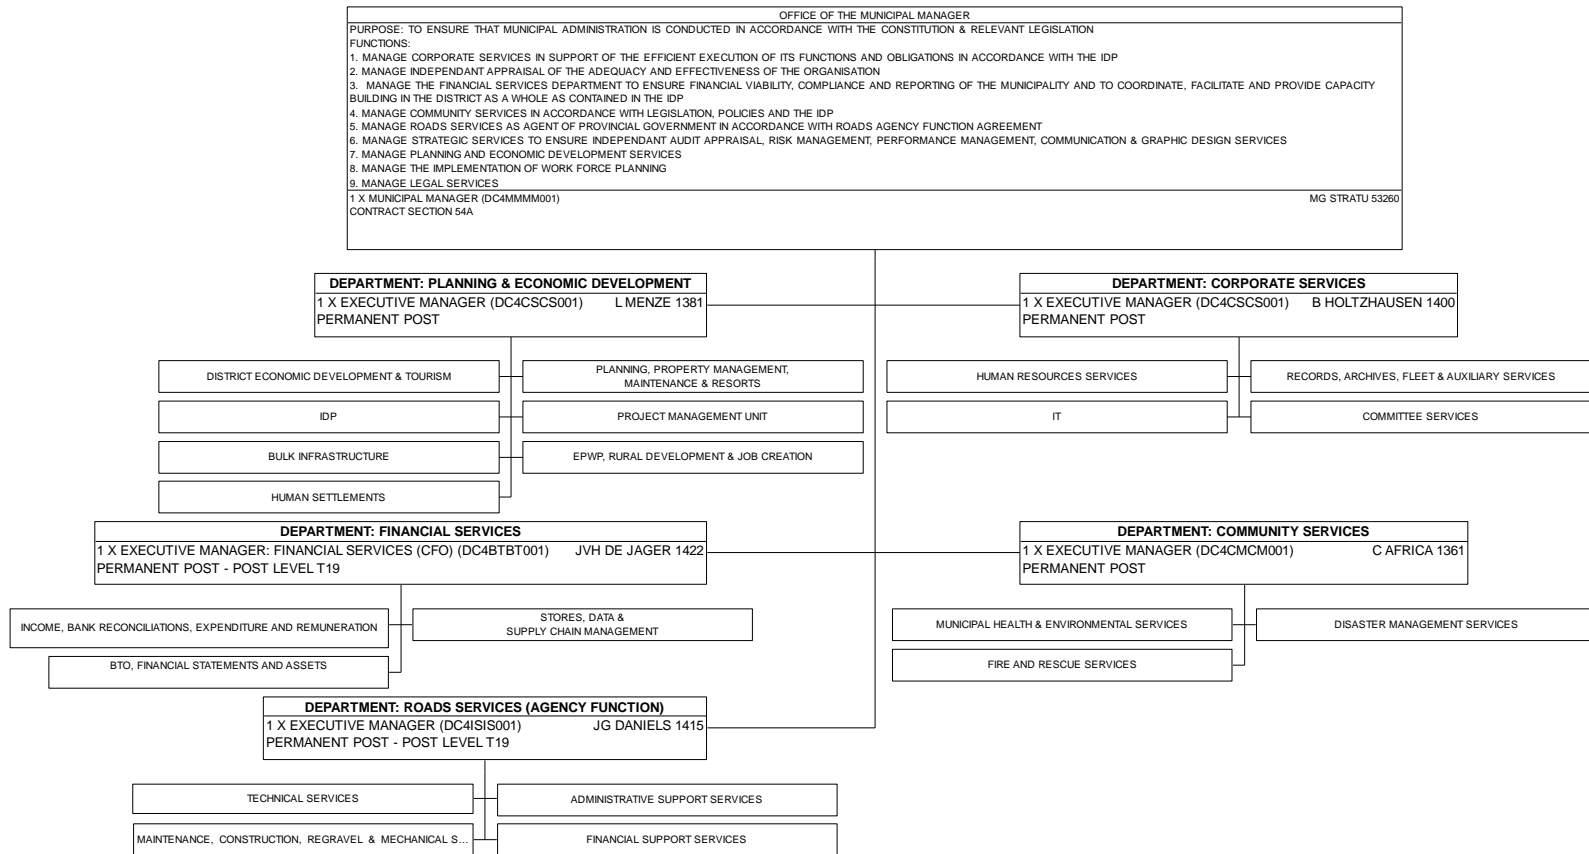 OFFICE OF THE MUNICIPAL MANAGER
PURPOSE: TO ENSURE THAT MUNICIPAL ADMINISTRATION IS CONDUCTED IN ACCORDANCE WITH THE CONSTITUTION & RELEVANT LEGISLATION
FUNCTIONS:
1. MANAGE CORPORATE SERVICES IN SUPPORT OF THE EFFICIENT EXECUTION OF ITS FUNCTIONS AND OBLIGATIONS IN ACCORDANCE WITH THE IDP
2. MANAGE INDEPENDANT APPRAISAL OF THE ADEQUACY AND EFFECTIVENESS OF THE ORGANISATION
3. MANAGE THE FINANCIAL SERVICES DEPARTMENT TO ENSURE FINANCIAL VIABILITY, COMPLIANCE AND REPORTING OF THE MUNICIPALITY AND TO COORDINATE, FACILITATE AND PROVIDE CAPACITY
BUILDING IN THE DISTRICT AS A WHOLE AS CONTAINED IN THE IDP
4. MANAGE COMMUNITY SERVICES IN ACCORDANCE WITH LEGISLATION, POLICIES AND THE IDP
5. MANAGE ROADS SERVICES AS AGENT OF PROVINCIAL GOVERNMENT IN ACCORDANCE WITH ROADS AGENCY FUNCTION AGREEMENT
6. MANAGE STRATEGIC SERVICES TO ENSURE INDEPENDANT AUDIT APPRAISAL, RISK MANAGEMENT, PERFORMANCE MANAGEMENT, COMMUNICATION & GRAPHIC DESIGN SERVICES
7. MANAGE PLANNING AND ECONOMIC DEVELOPMENT SERVICES
8. MANAGE THE IMPLEMENTATION OF WORK FORCE PLANNING
9. MANAGE LEGAL SERVICES
1 X MUNICIPAL MANAGER (DC4MMMM001) MG STRATU 53260
CONTRACT SECTION 54A
DEPARTMENT: PLANNING & ECONOMIC DEVELOPMENT
1 X EXECUTIVE MANAGER (DC4CSCS001) L MENZE 1381
PERMANENT POST
DISTRICT ECONOMIC DEVELOPMENT & TOURISM
PLANNING, PROPERTY MANAGEMENT,
MAINTENANCE & RESORTS
IDP
PROJECT MANAGEMENT UNIT
BULK INFRASTRUCTURE
EPWP, RURAL DEVELOPMENT & JOB CREATION
HUMAN SETTLEMENTS
DEPARTMENT: CORPORATE SERVICES
1 X EXECUTIVE MANAGER (DC4CSCS001) B HOLTZHAUSEN 1400
PERMANENT POST
HUMAN RESOURCES SERVICES
RECORDS, ARCHIVES, FLEET & AUXILIARY SERVICES
IT
COMMITTEE SERVICES
DEPARTMENT: FINANCIAL SERVICES
1 X EXECUTIVE MANAGER: FINANCIAL SERVICES (CFO) (DC4BTBT001) JVH DE JAGER 1422
PERMANENT POST - POST LEVEL T19
INCOME, BANK RECONCILIATIONS, EXPENDITURE AND REMUNERATION
STORES, DATA &
SUPPLY CHAIN MANAGEMENT
BTO, FINANCIAL STATEMENTS AND ASSETS
DEPARTMENT: COMMUNITY SERVICES
1 X EXECUTIVE MANAGER (DC4CMCM001) C AFRICA 1361
PERMANENT POST
MUNICIPAL HEALTH & ENVIRONMENTAL SERVICES
DISASTER MANAGEMENT SERVICES
FIRE AND RESCUE SERVICES
DEPARTMENT: ROADS SERVICES (AGENCY FUNCTION)
1 X EXECUTIVE MANAGER (DC4ISIS001) JG DANIELS 1415
PERMANENT POST - POST LEVEL T19
TECHNICAL SERVICES
ADMINISTRATIVE SUPPORT SERVICES
MAINTENANCE, CONSTRUCTION, REGRAVEL & MECHANICAL S...
FINANCIAL SUPPORT SERVICES